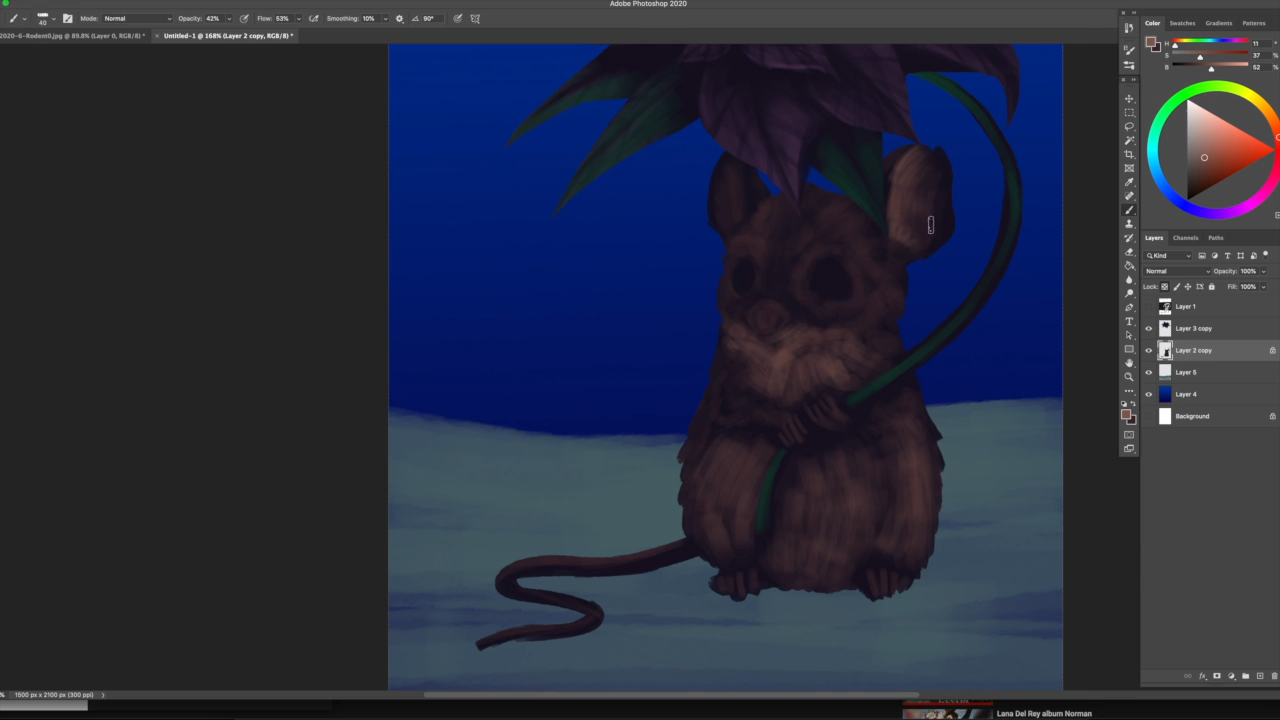 Adobe Photoshop 2020
40 Mode: Normal Opacity: 42% Flow: 53% Smoothing: 10% 90°
2020-6-Rodent0.jpg @ 89.8% (Layer 0, RGB/8) * × Untitled-1 @ 168% (Layer 2 copy, RGB/8) *
Color Swatches Gradients Patterns
H 11 °
S 37 %
B 52 %
Layers Channels Paths
Kind
Normal Opacity: 100%
Lock: Fill: 100%
Layer 1
Layer 3 copy
Layer 2 copy
Layer 5
Layer 4
Background
% 1500 px x 2100 px (300 ppi)
Lana Del Rey album Norman